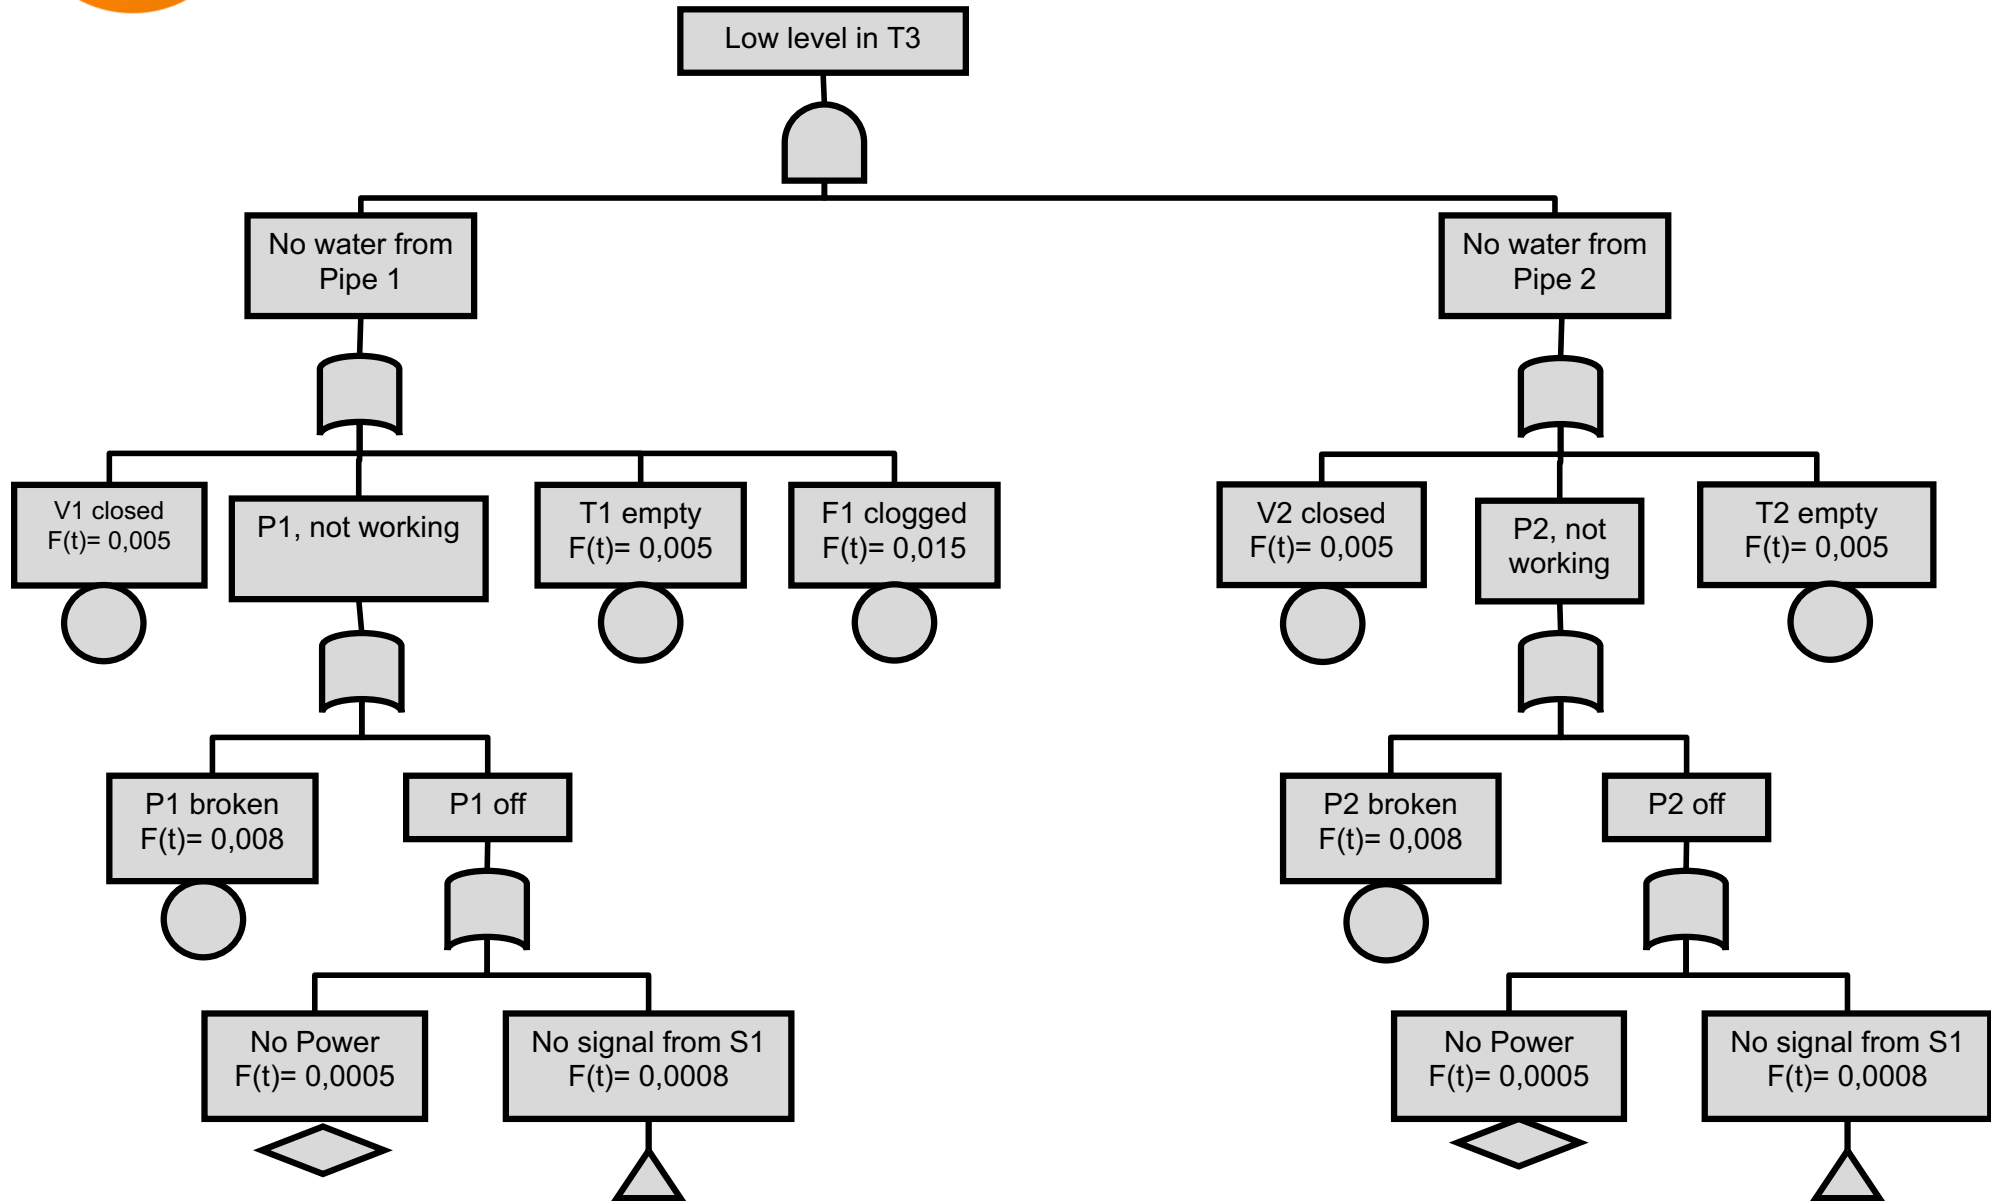 Low level in T3
No water from
Pipe 1
No water from
Pipe 2
V1 closed
F(t)= 0,005
P1, not working
T1 empty
F(t)= 0,005
F1 clogged
F(t)= 0,015
V2 closed
F(t)= 0,005
P2, not
working
T2 empty
F(t)= 0,005
P1 broken
F(t)= 0,008
P1 off
P2 broken
F(t)= 0,008
P2 off
No Power
F(t)= 0,0005
No signal from S1
F(t)= 0,0008
No Power
F(t)= 0,0005
No signal from S1
F(t)= 0,0008